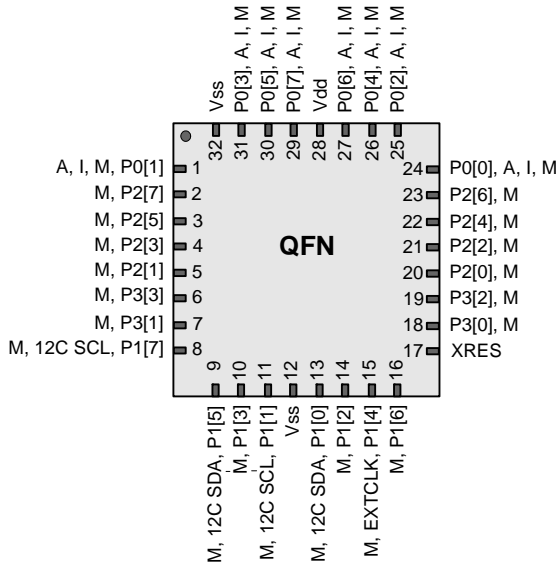 Vss
P0[3], A, I, M
P0[5], A, I, M
P0[7], A, I, M
Vdd
P0[6], A, I, M
P0[4], A, I, M
P0[2], A, I, M
32
31
30
29
28
27
26
25
A, I, M, P0[1]
1
M, P2[7]
2
M, P2[5]
3
M, P2[3]
4
M, P2[1]
5
M, P3[3]
6
M, P3[1]
7
M, 12C SCL, P1[7]
8
QFN
24
P0[0], A, I, M
23
P2[6], M
22
P2[4], M
21
P2[2], M
20
P2[0], M
19
P3[2], M
18
P3[0], M
17
XRES
9
10
11
12
13
14
15
16
M, 12C SDA, P1[5]
M, P1[3]
M, 12C SCL, P1[1]
Vss
M, 12C SDA, P1[0]
M, P1[2]
M, EXTCLK, P1[4]
M, P1[6]